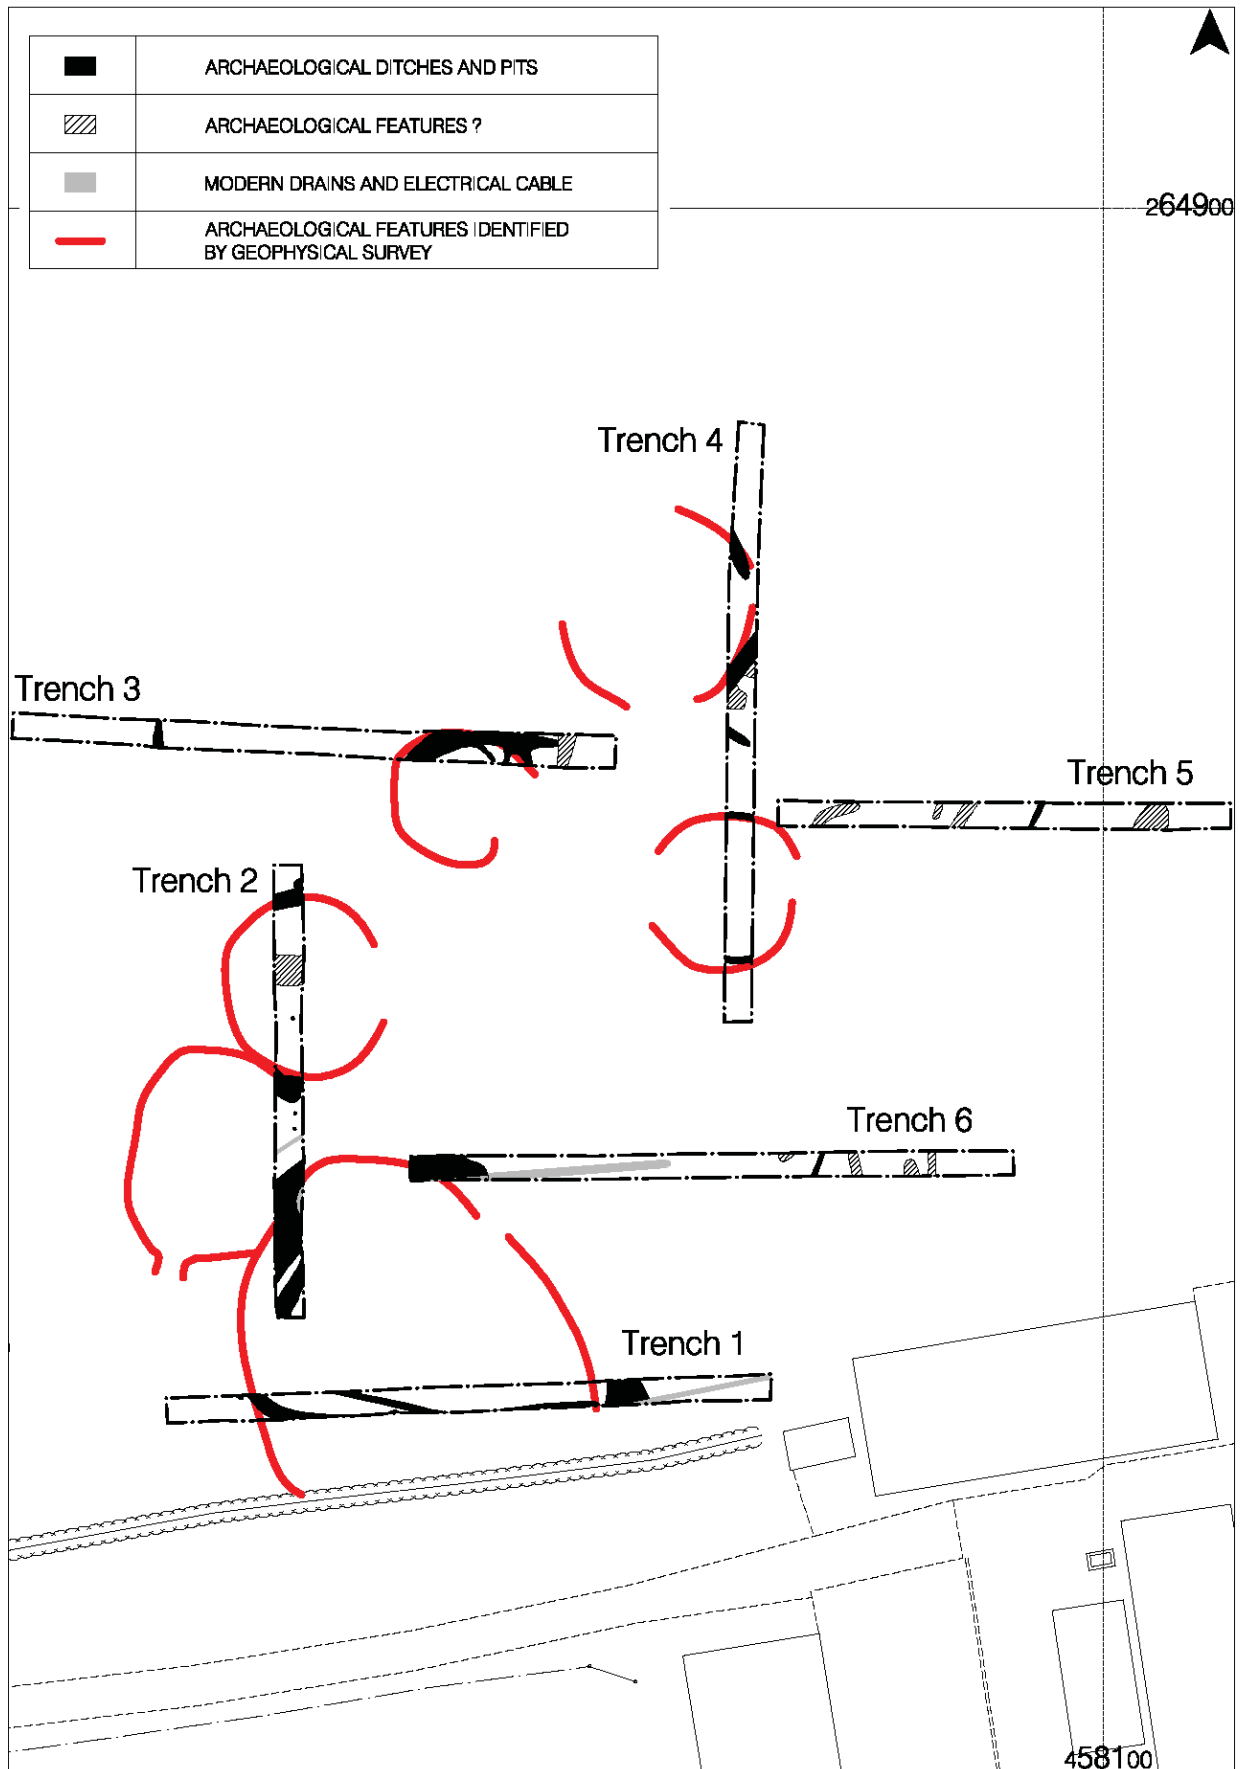 ARCHAEOLOGICAL DITCHES AND PITS
ARCHAEOLOGICAL FEATURES ?
MODERN DRAINS AND ELECTRICAL CABLE
ARCHAEOLOGICAL FEATURES IDENTIFIED
BY GEOPHYSICAL SURVEY
264900
Trench 4
Trench 3
Trench 5
Trench 2
Trench 6
Trench 1
458100